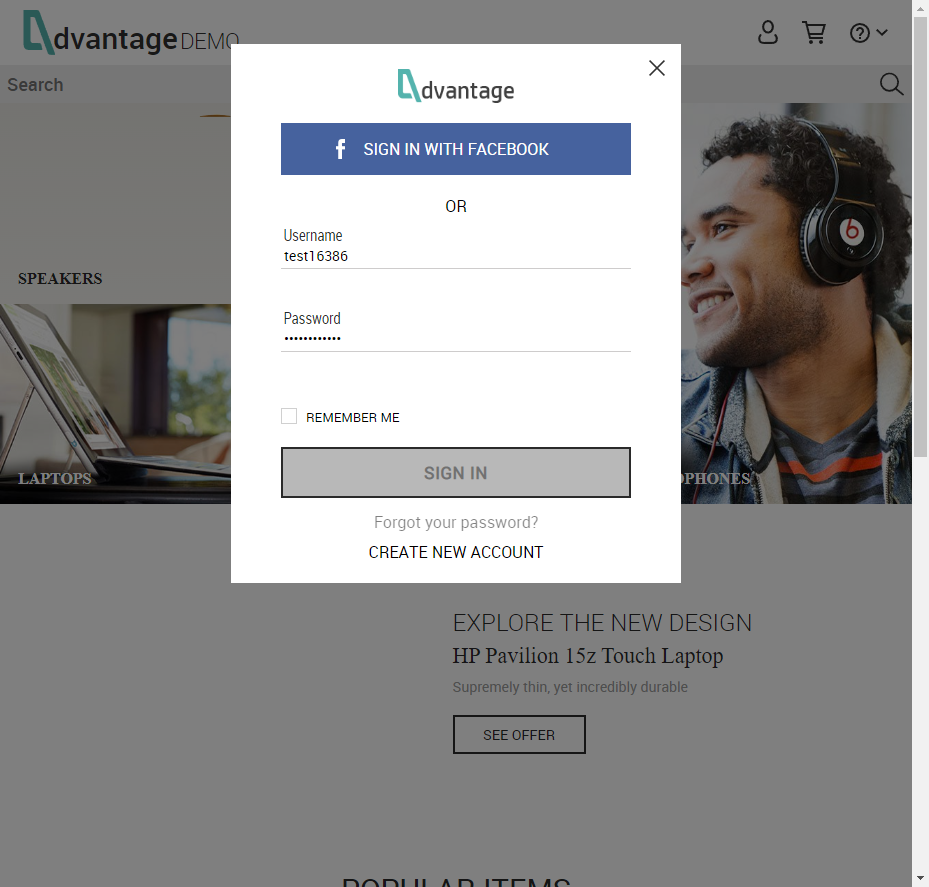 dvantage DEMO
Search
dvantage
f SIGN IN WITH FACEBOOK
OR
Username
test16386
SPEAKERS
Password
••••••••••••
REMEMBER ME
SIGN IN
LAPTOPS
PHONES
Forgot your password?
CREATE NEW ACCOUNT
EXPLORE THE NEW DESIGN
HP Pavilion 15z Touch Laptop
Supremely thin, yet incredibly durable
SEE OFFER
POPULAR ITEMS